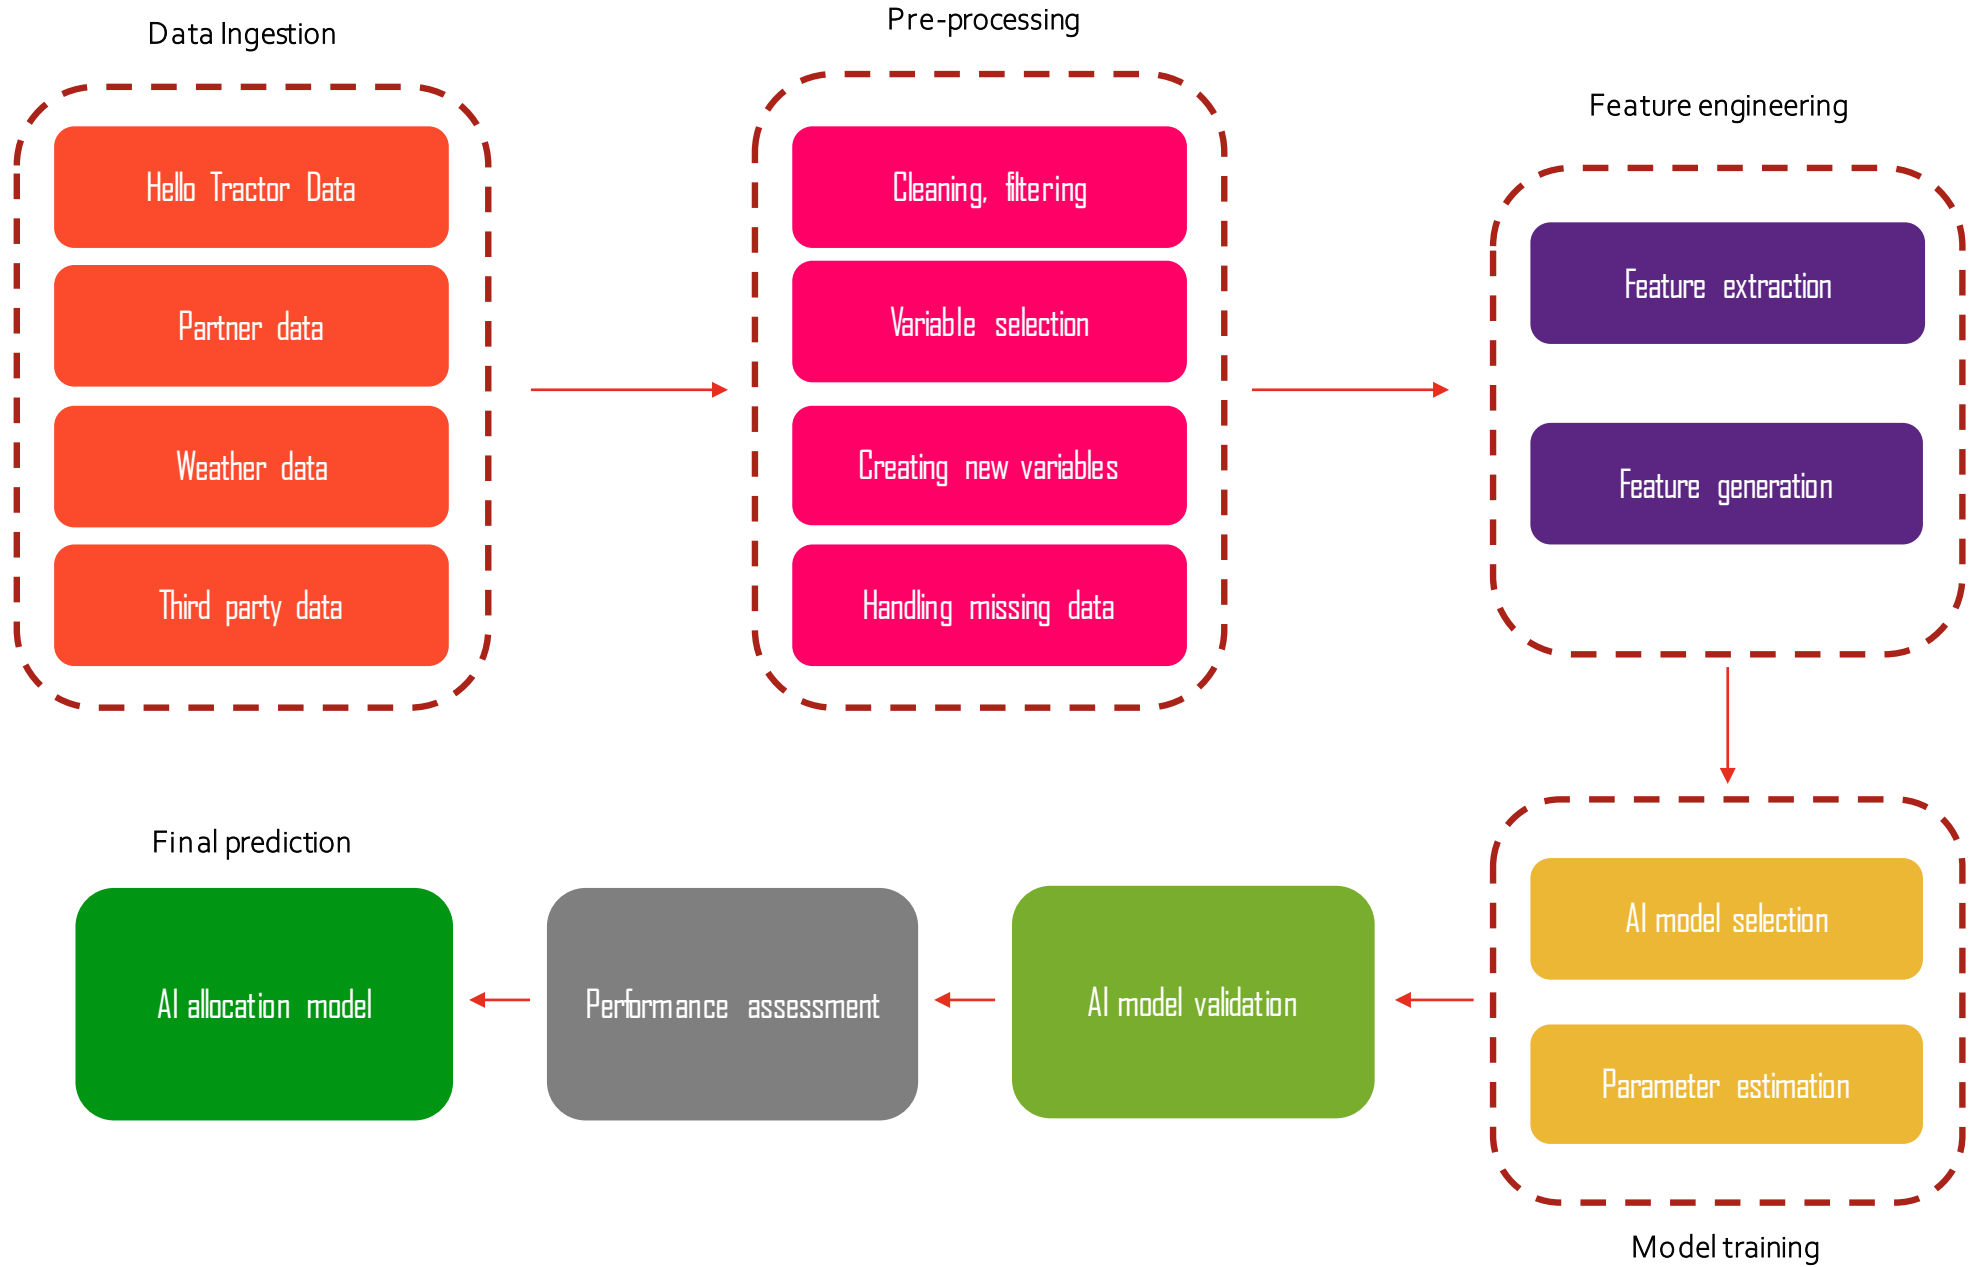 Data Ingestion
Hello Tractor Data
Partner data
Weather data
Third party data
Pre-processing
Cleaning, filtering
Variable selection
Creating new variables
Handling missing data
Feature engineering
Feature extraction
Feature generation
AI model selection
Parameter estimation
Model training
AI model validation
Performance assessment
Final prediction
AI allocation model